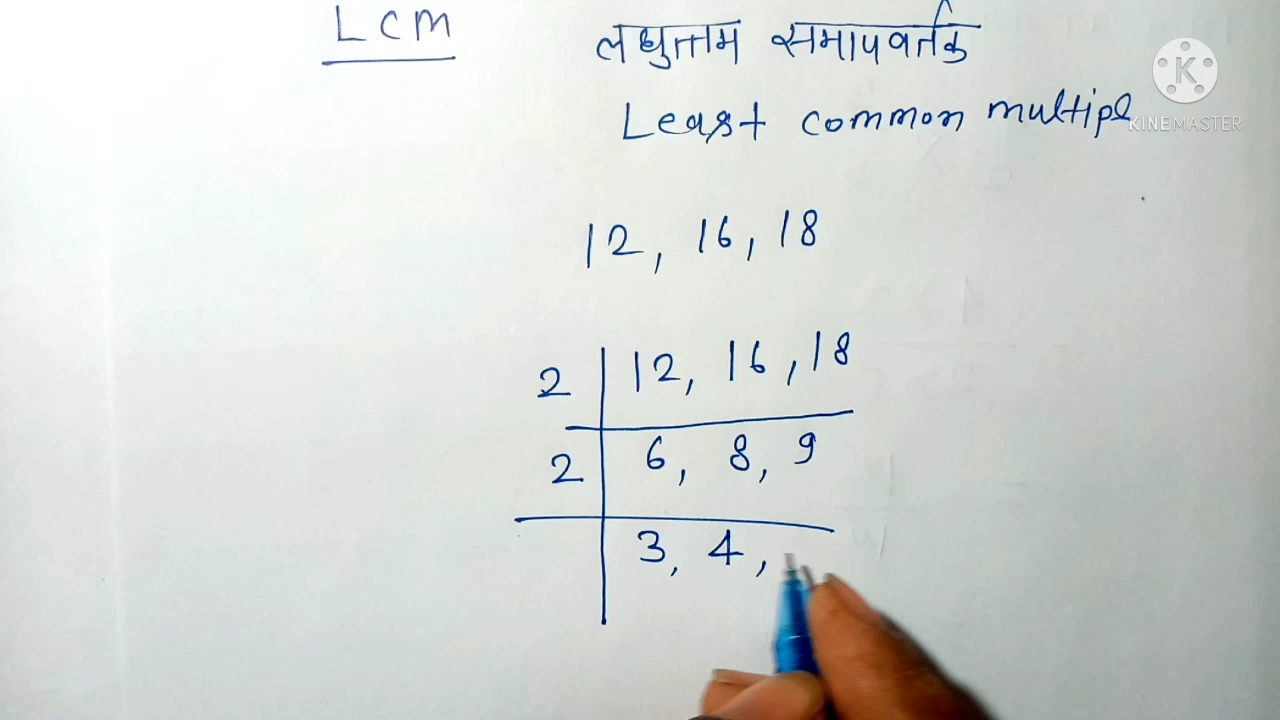 LCM लघुत्तम समापवर्तक
Least common multiple
KINEMASTER
12, 16, 18
2 12, 16, 18
2 6, 8, 9
3, 4,